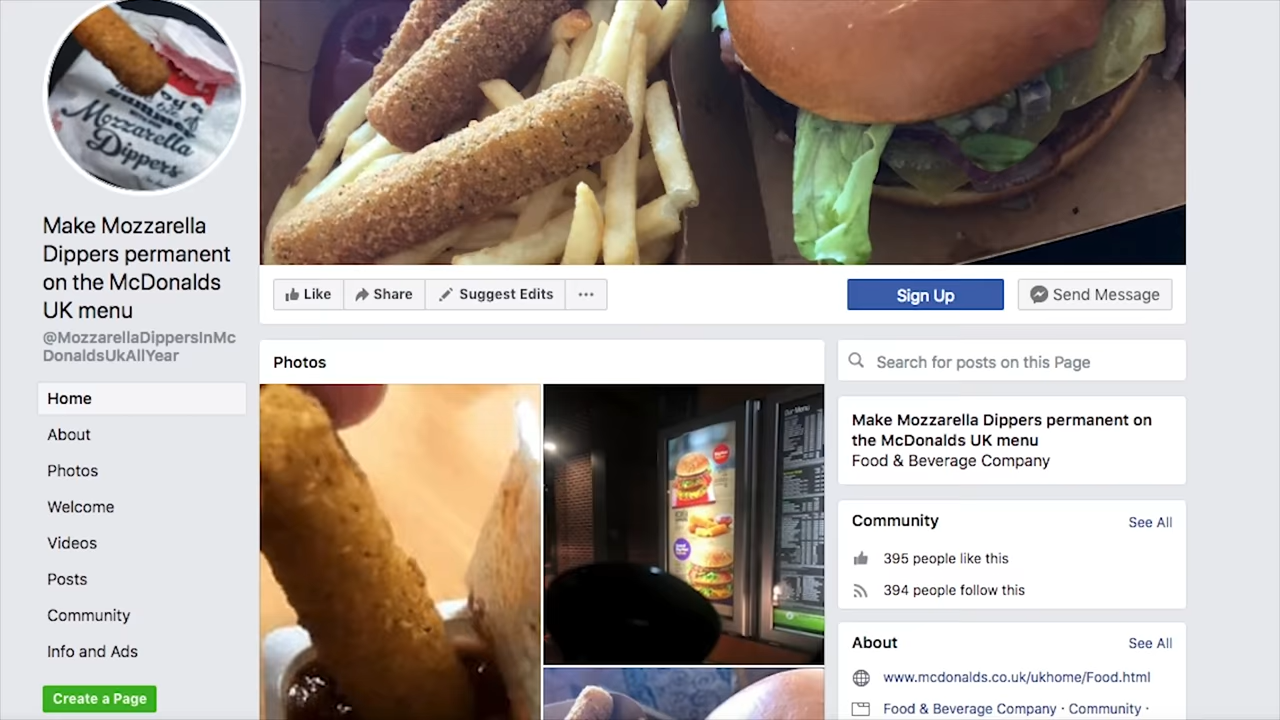 Mozzarella
Dippers
Make Mozzarella
Dippers permanent
on the McDonalds
UK menu
@MozzarellaDippersInMc
DonaldsUkAllYear
Home
About
Photos
Welcome
Videos
Posts
Community
Info and Ads
Create a Page
Like
Share
Suggest Edits
Sign Up
Send Message
Photos
Our Menu
Search for posts on this Page
Make Mozzarella Dippers permanent on
the McDonalds UK menu
Food & Beverage Company
Community
See All
395 people like this
394 people follow this
About
See All
www.mcdonalds.co.uk/ukhome/Food.html
Food & Beverage Company · Community ·